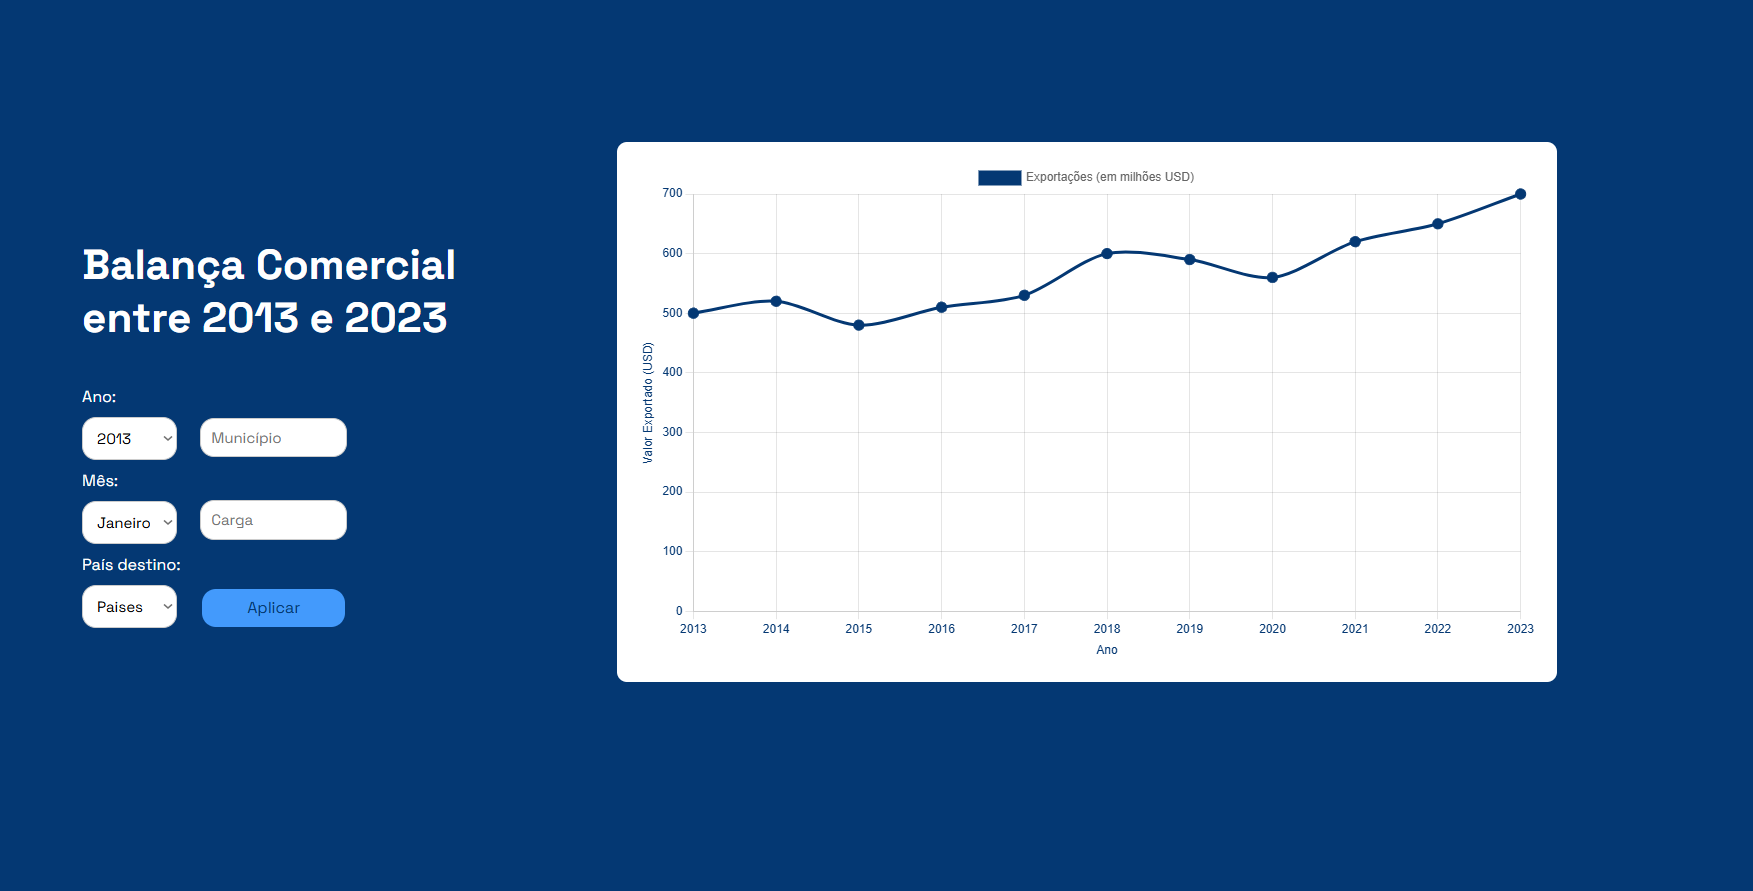 Balança Comercial
entre 2013 e 2023
Ano:
2013
Município
Mês:
Janeiro
Carga
País destino:
Paises
Aplicar
Exportações (em milhões USD)
Valor Exportado (USD)
700
600
500
400
300
200
100
0
2013 2014 2015 2016 2017 2018 2019 2020 2021 2022 2023
Ano